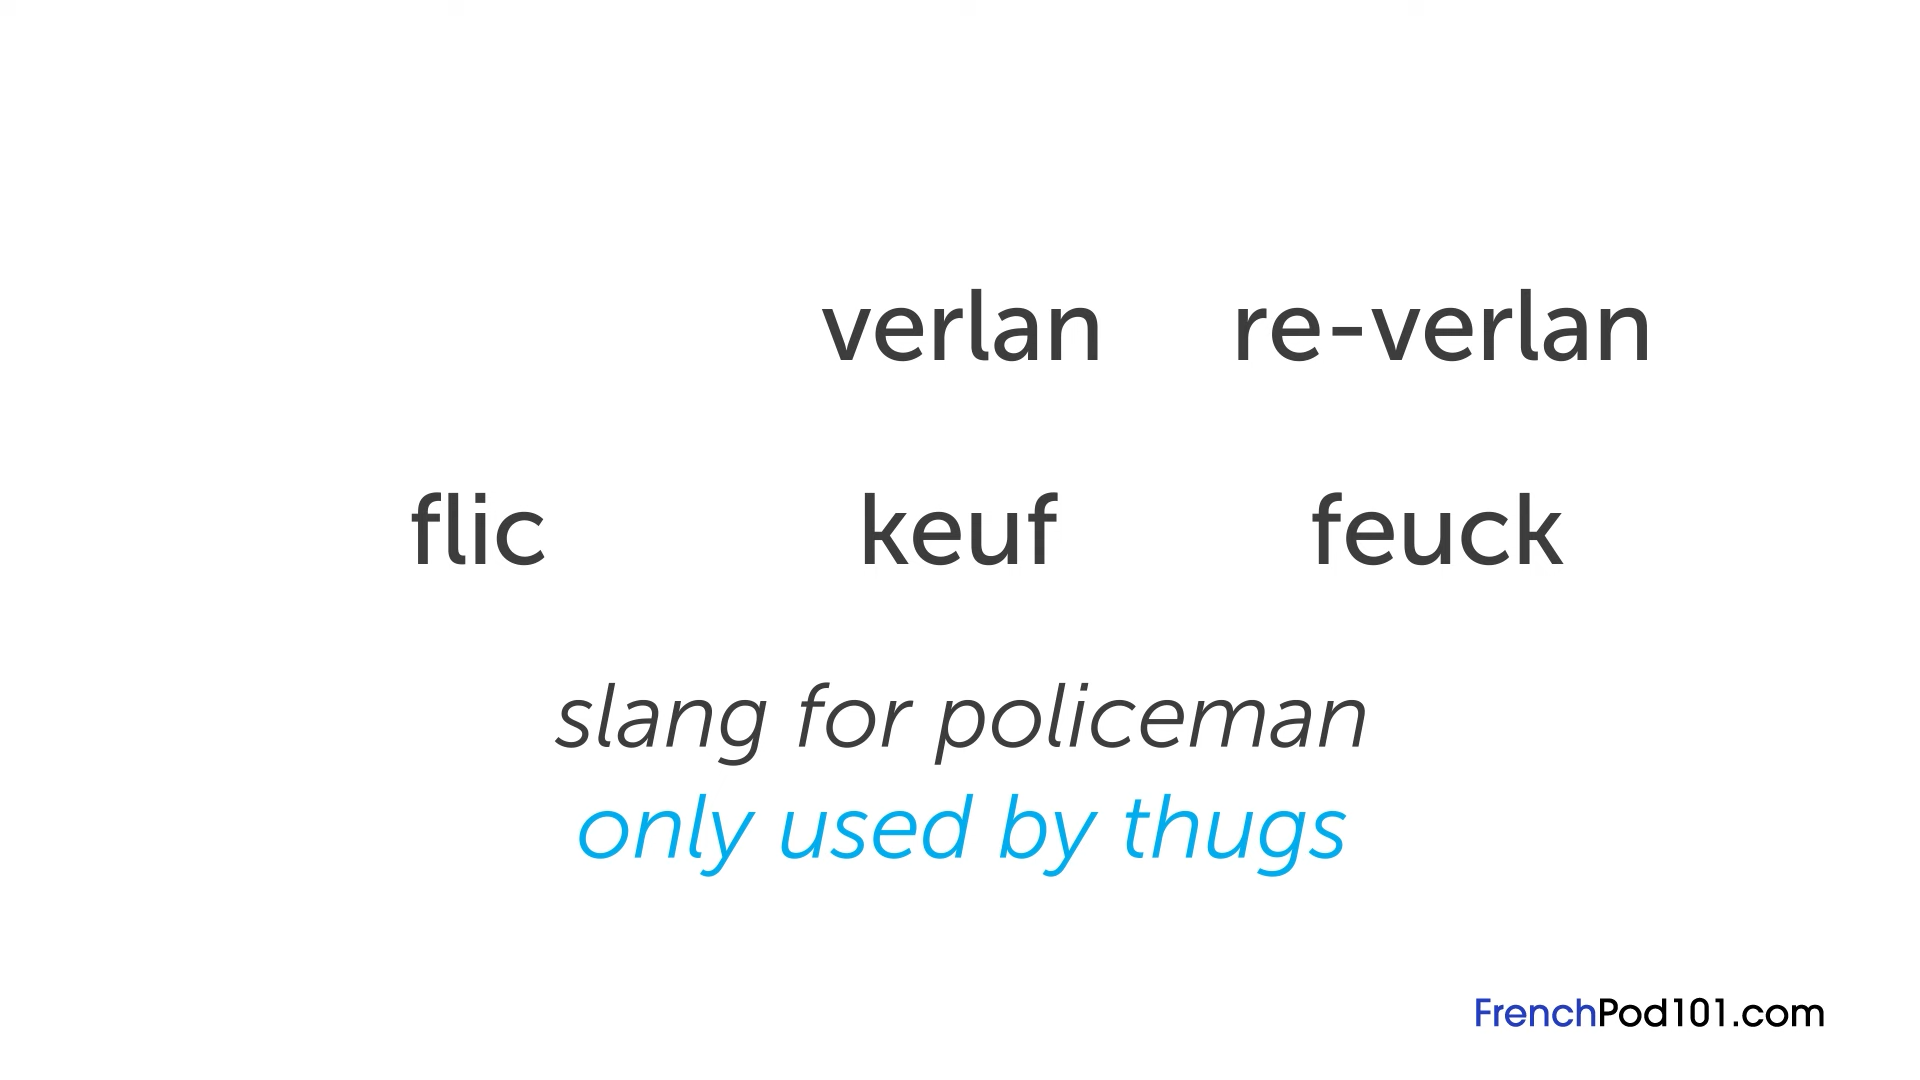 verlan re-verlan
flic keuf feuck
slang for policeman
only used by thugs
FrenchPod101.com